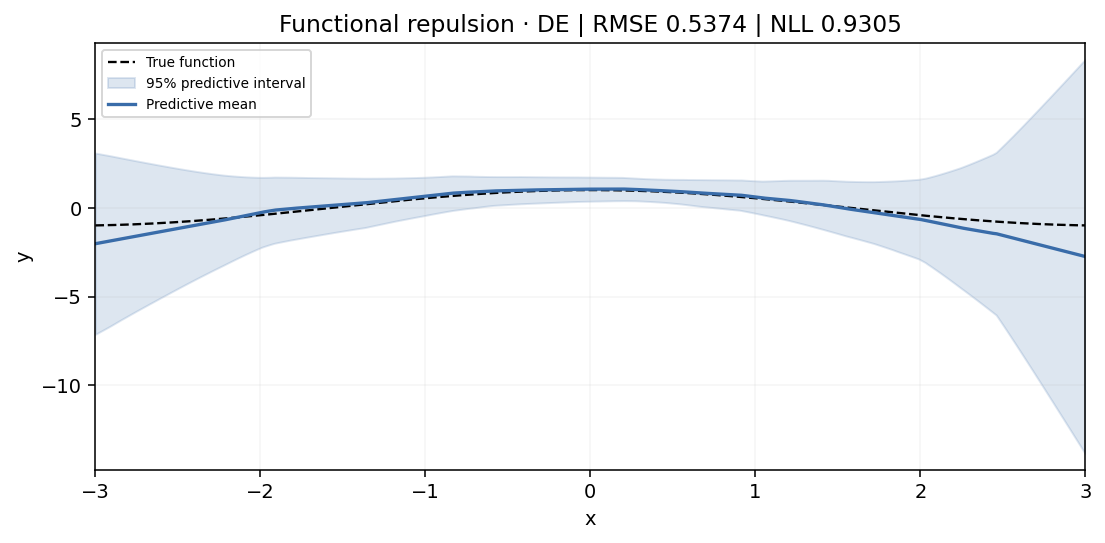 Functional repulsion · DE | RMSE 0.5374 | NLL 0.9305
True function
95% predictive interval
Predictive mean
5
0
−5
−10
y
−3
−2
−1
0
1
2
3
x